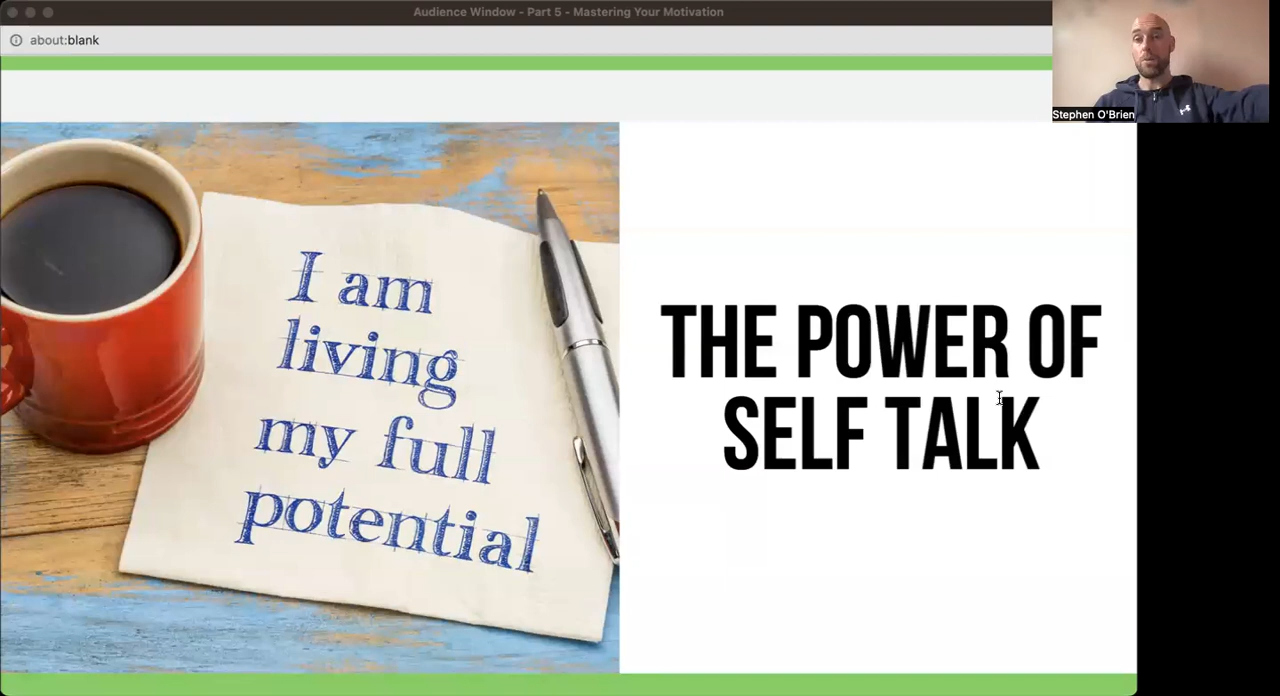 Audience Window - Part 5 - Mastering Your Motivation
about:blank
Stephen O'Brien
I am
living
my full
potential
THE POWER OF
SELF TALK